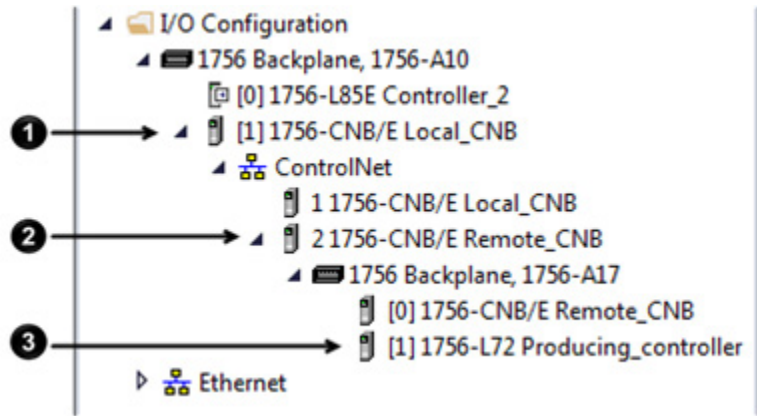 I/O Configuration
1756 Backplane, 1756-A10
[0] 1756-L85E Controller_2
1 [1] 1756-CNB/E Local_CNB
ControlNet
1 1756-CNB/E Local_CNB
2 2 1756-CNB/E Remote_CNB
1756 Backplane, 1756-A17
[0] 1756-CNB/E Remote_CNB
3 [1] 1756-L72 Producing_controller
Ethernet